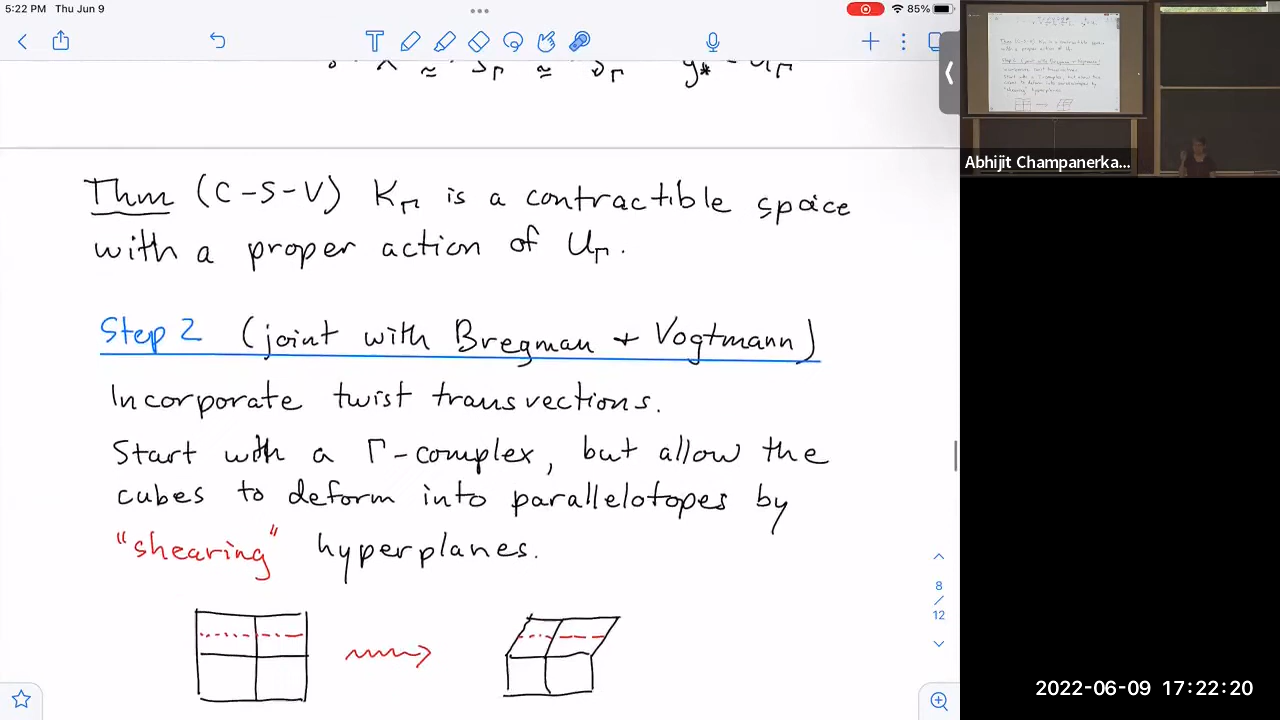 5:22 PM Thu Jun 9
85%
Thm (C-S-V) K_Γ is a contractible space
with a proper action of U_Γ.
Step 2 (joint with Bregman + Vogtmann)
Incorporate twist transvections.
Start with a Γ-complex, but allow the
cubes to deform into parallelotopes by
"shearing" hyperplanes.
8
/
12
Abhijit Champanerka...
2022-06-09 17:22:20